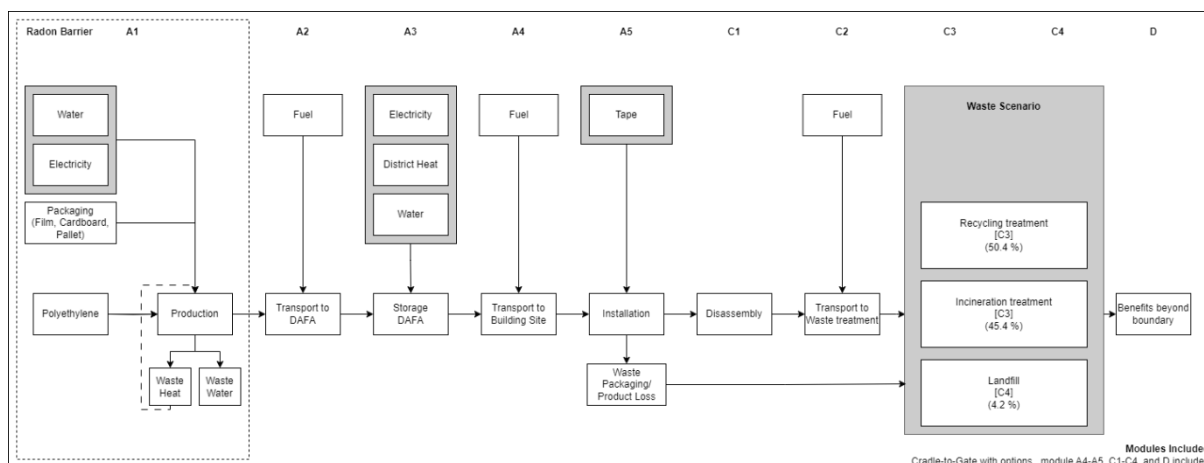 Radon Barrier A1 A2 A3 A4 A5 C1 C2 C3 C4 D
Water
Electricity
Packaging
(Film, Cardboard,
Pallet)
Polyethylene
Production
Waste
Heat
Waste
Water
Fuel
Transport to
DAFA
Electricity
District Heat
Water
Storage
DAFA
Fuel
Transport to
Building Site
Tape
Installation
Waste
Packaging/
Product Loss
Disassembly
Fuel
Transport to
Waste treatment
Waste Scenario
Recycling treatment
[C3]
(50.4 %)
Incineration treatment
[C3]
(45.4 %)
Landfill
[C4]
(4.2 %)
Benefits beyond
boundary
Modules Include
Cradle-to-Gate with options, module A4-A5, C1-C4, and D include